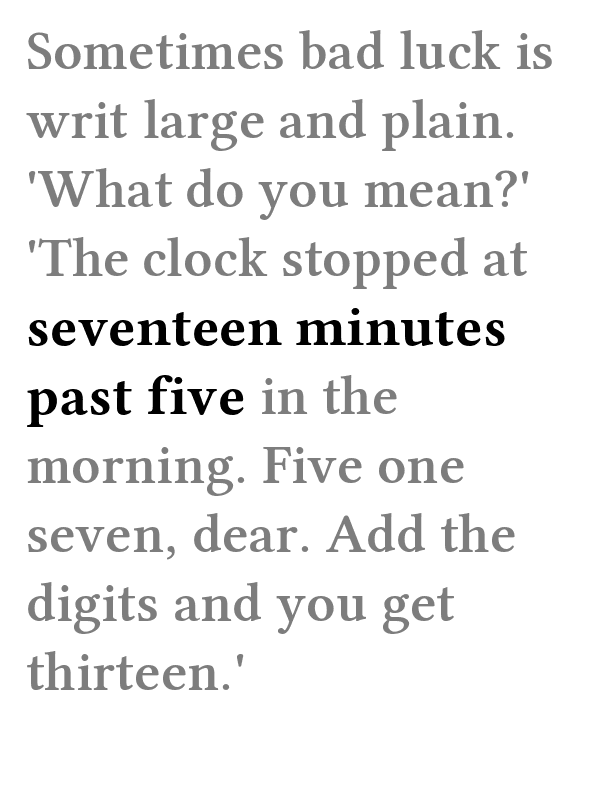 Sometimes bad luck is
writ large and plain.
'What do you mean?'
'The clock stopped at
seventeen minutes
past five in the
morning. Five one
seven, dear. Add the
digits and you get
thirteen.'